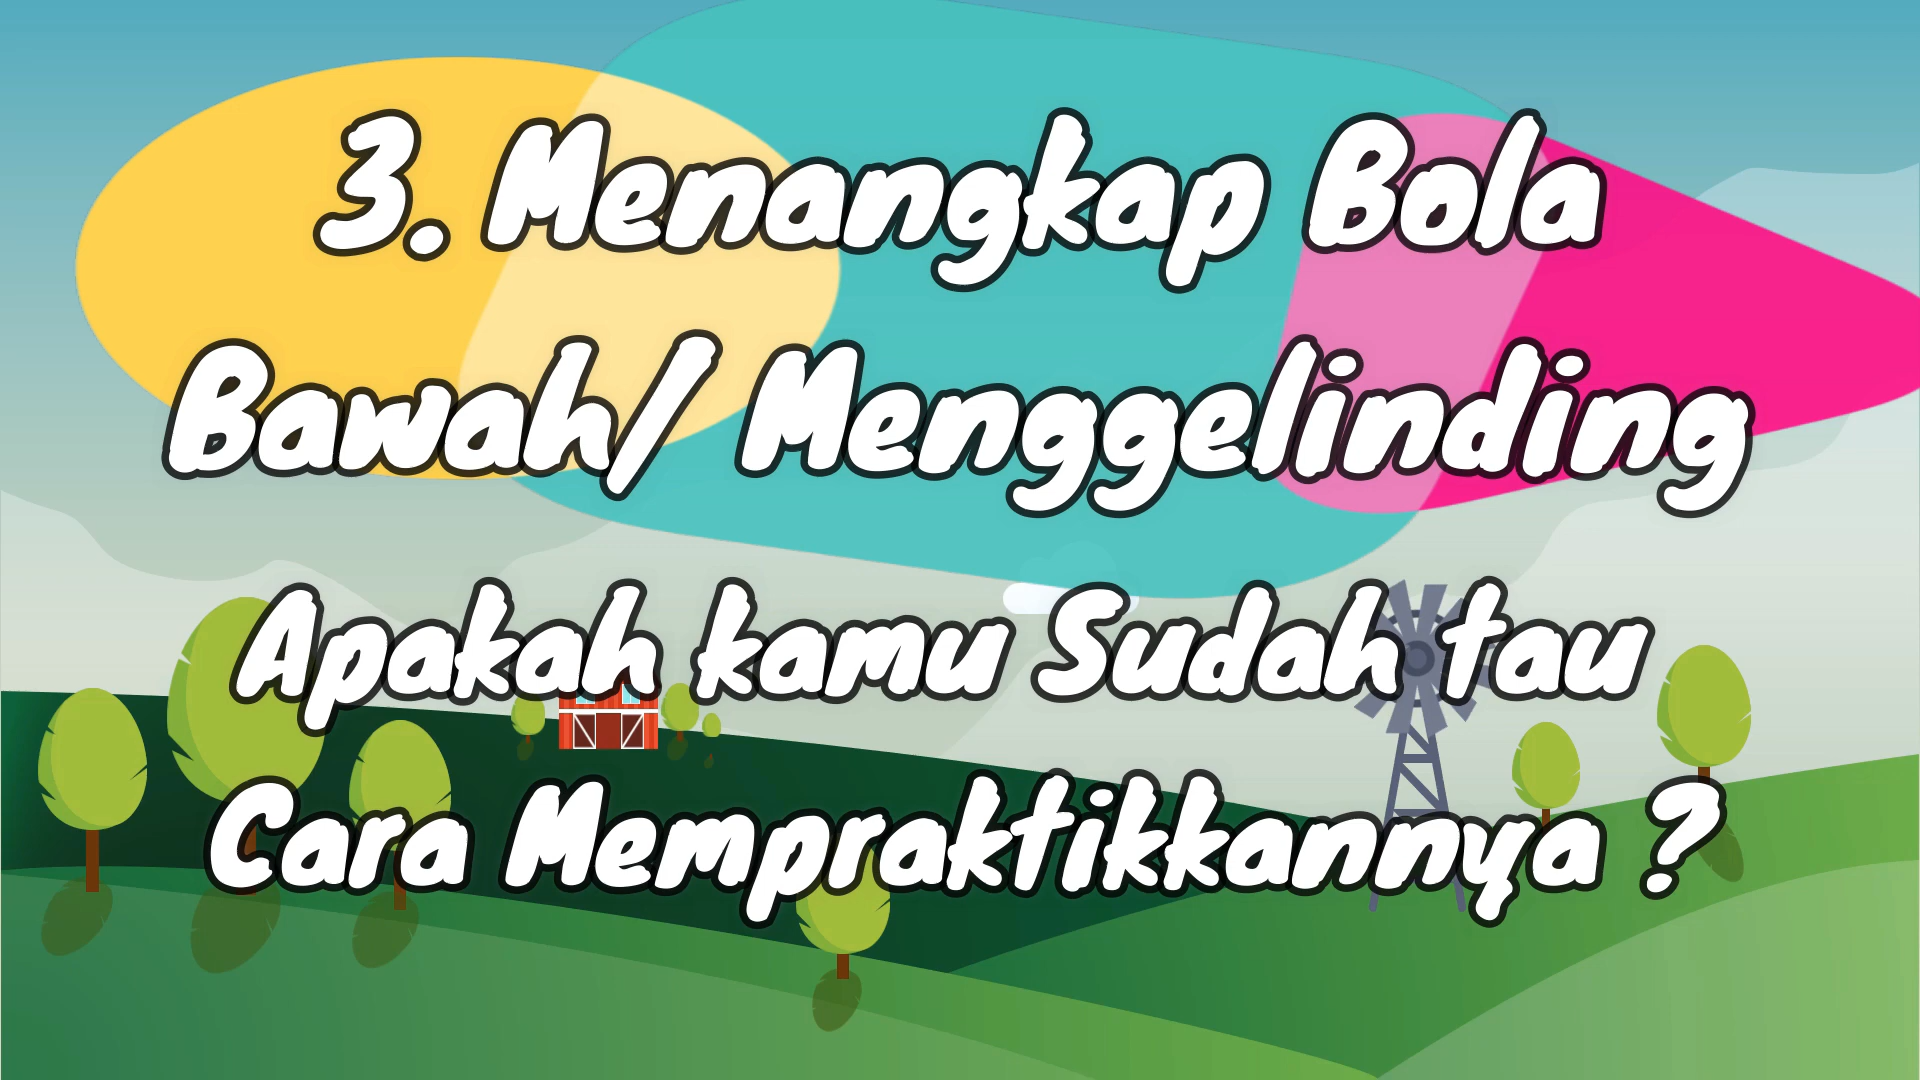 3. Menangkap Bola
Bawah/ Menggelinding
Apakah kamu Sudah tau
Cara Mempraktikkannya ?